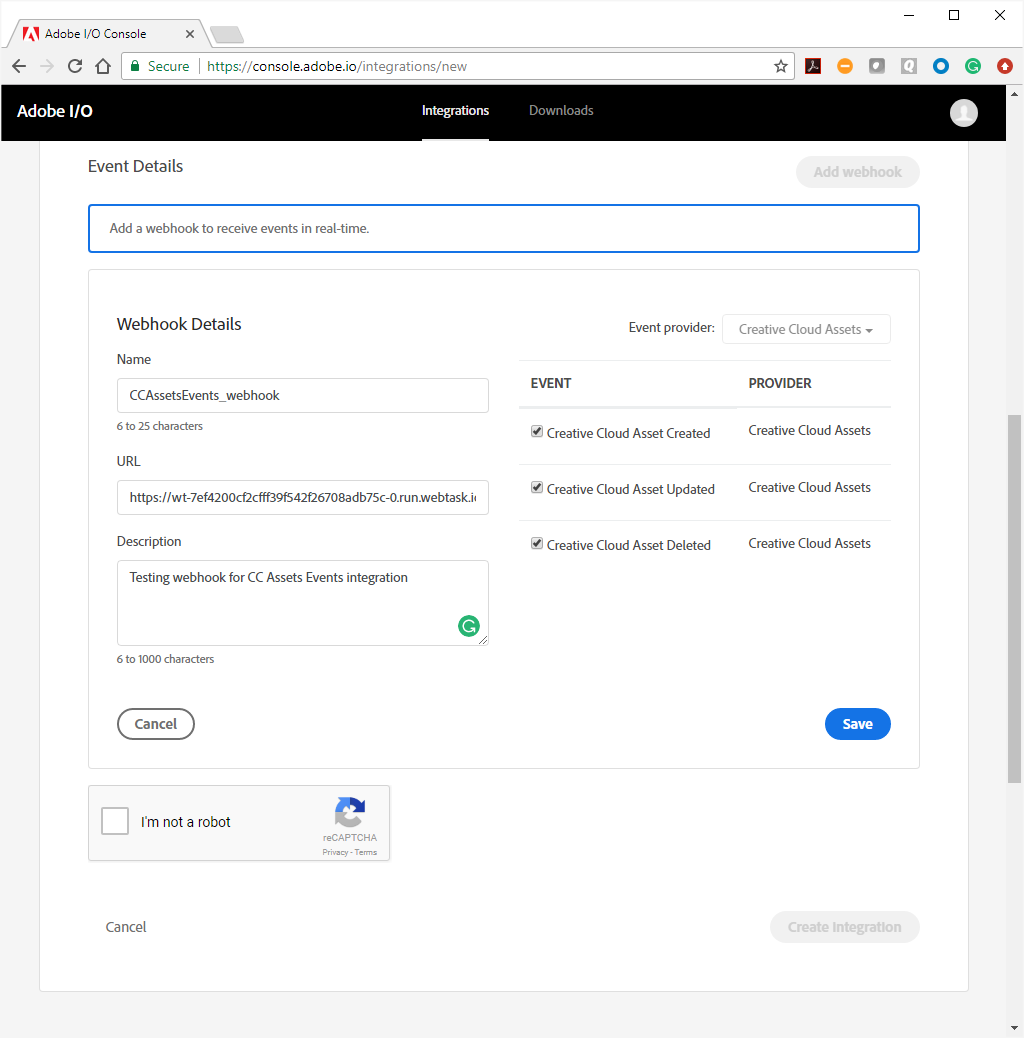 Adobe I/O Console
Secure
https://console.adobe.io/integrations/new
Adobe I/O
Integrations
Downloads
Event Details
Add webhook
Add a webhook to receive events in real-time.
Webhook Details
Event provider:
Creative Cloud Assets
Name
CCAssetsEvents_webhook
6 to 25 characters
URL
https://wt-7ef4200cf2cfff39f542f26708adb75c-0.run.webtask.i
Description
Testing webhook for CC Assets Events integration
6 to 1000 characters
EVENT PROVIDER
Creative Cloud Asset Created Creative Cloud Assets
Creative Cloud Asset Updated Creative Cloud Assets
Creative Cloud Asset Deleted Creative Cloud Assets
Cancel
Save
I'm not a robot
reCAPTCHA
Privacy - Terms
Cancel
Create Integration